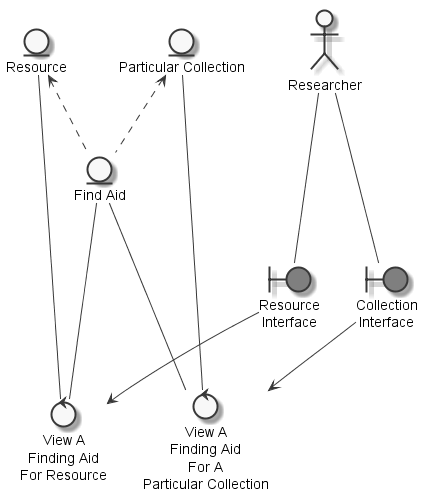 Resource
Particular Collection
Researcher
Find Aid
Resource
Interface
Collection
Interface
View A
Finding Aid
For Resource
View A
Finding Aid
For A
Particular Collection